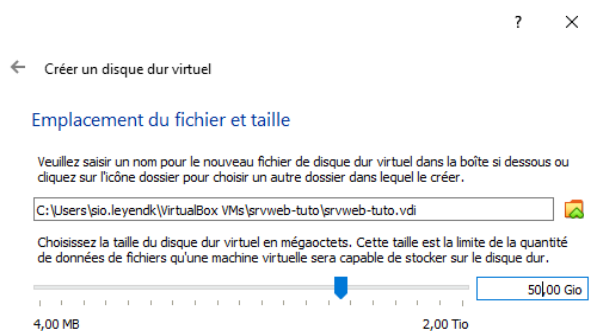 ?
Créer un disque dur virtuel
Emplacement du fichier et taille
Veuillez saisir un nom pour le nouveau fichier de disque dur virtuel dans la boîte si dessous ou
cliquez sur l'icône dossier pour choisir un autre dossier dans lequel le créer.
C:\Users\sio.leyendk\VirtualBox VMs\srvweb-tuto\srvweb-tuto.vdi
Choisissez la taille du disque dur virtuel en mégaoctets. Cette taille est la limite de la quantité
de données de fichiers qu'une machine virtuelle sera capable de stocker sur le disque dur.
50,00 Gio
4,00 MB 2,00 Tio